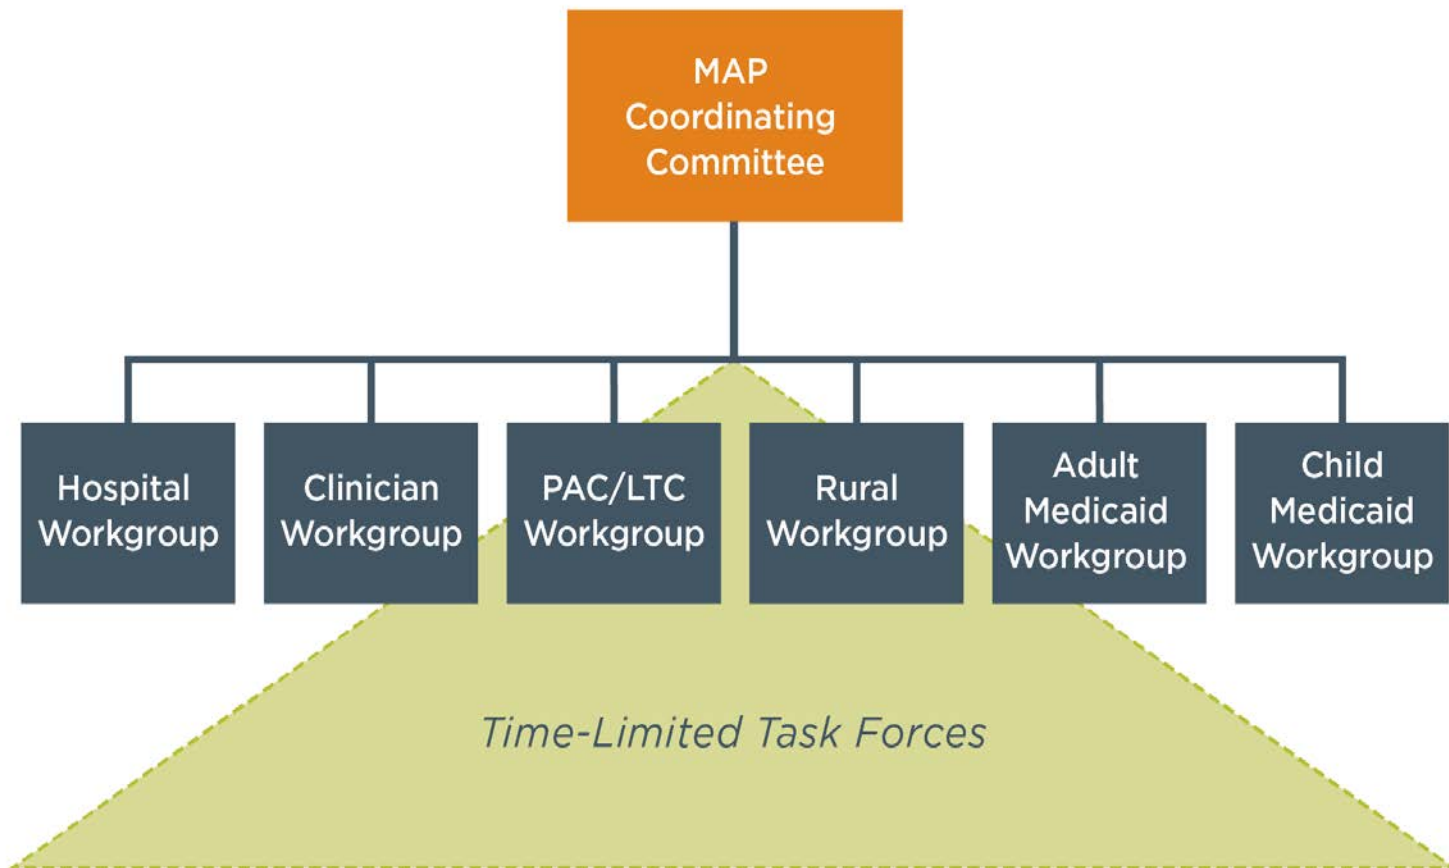 MAP
Coordinating
Committee
Hospital
Workgroup
Clinician
Workgroup
PAC/LTC
Workgroup
Rural
Workgroup
Adult
Medicaid
Workgroup
Child
Medicaid
Workgroup
Time-Limited Task Forces